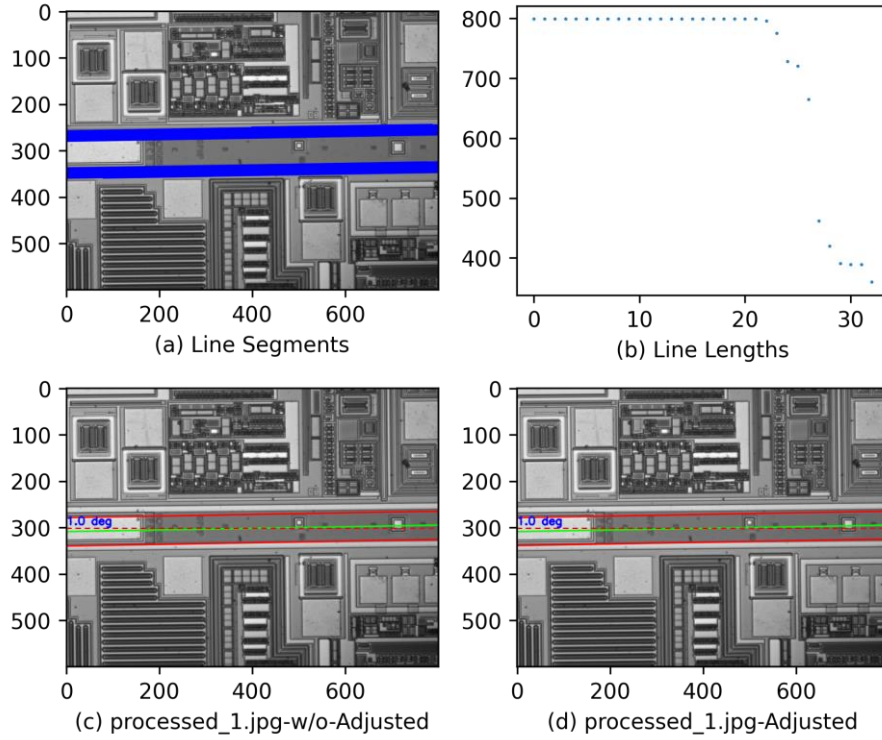 0
100
200
300
400
500
0 200 400 600
(a) Line Segments
800
700
600
500
400
0 10 20 30
(b) Line Lengths
0
100
200
300
400
500
1.0 deg
0 200 400 600
(c) processed_1.jpg-w/o-Adjusted
0
100
200
300
400
500
1.0 deg
0 200 400 600
(d) processed_1.jpg-Adjusted